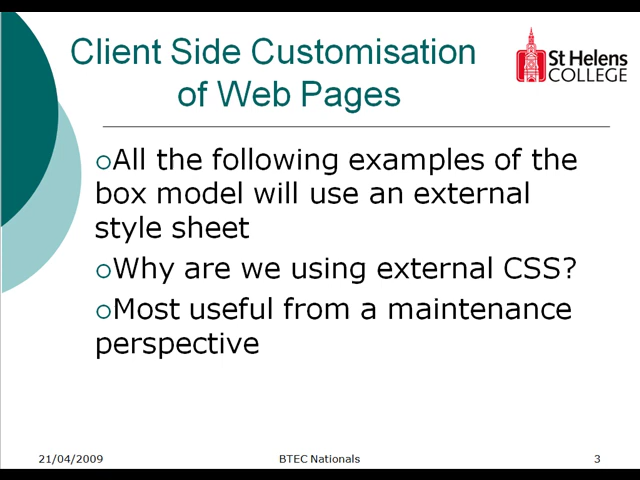 Client Side Customisation
of Web Pages
St Helens
COLLEGE
All the following examples of the
box model will use an external
style sheet
Why are we using external CSS?
Most useful from a maintenance
perspective
21/04/2009
BTEC Nationals
3